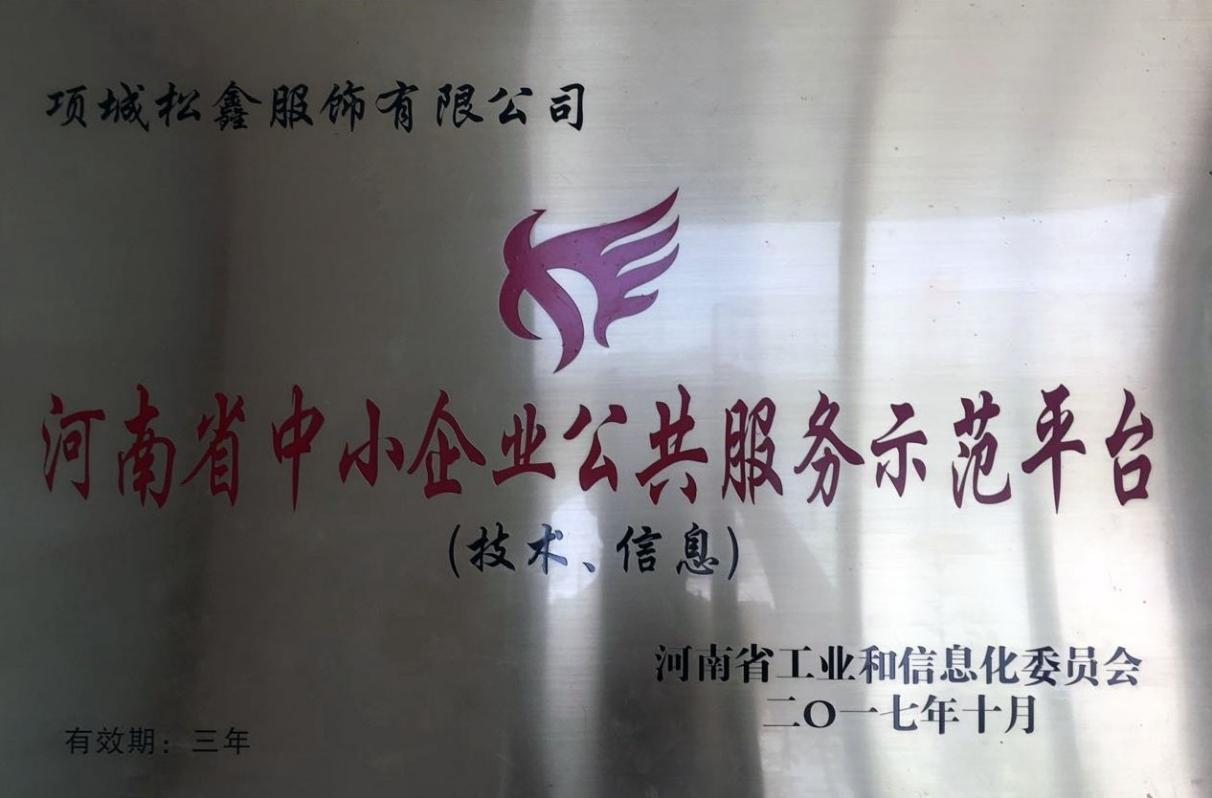 项城松鑫服饰有限公司
河南省中小企业公共服务示范平台
(技术、信息)
河南省工业和信息化委员会
二〇一七年十月
有效期：三年